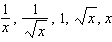 1/x, 1/√x, 1, √x, x